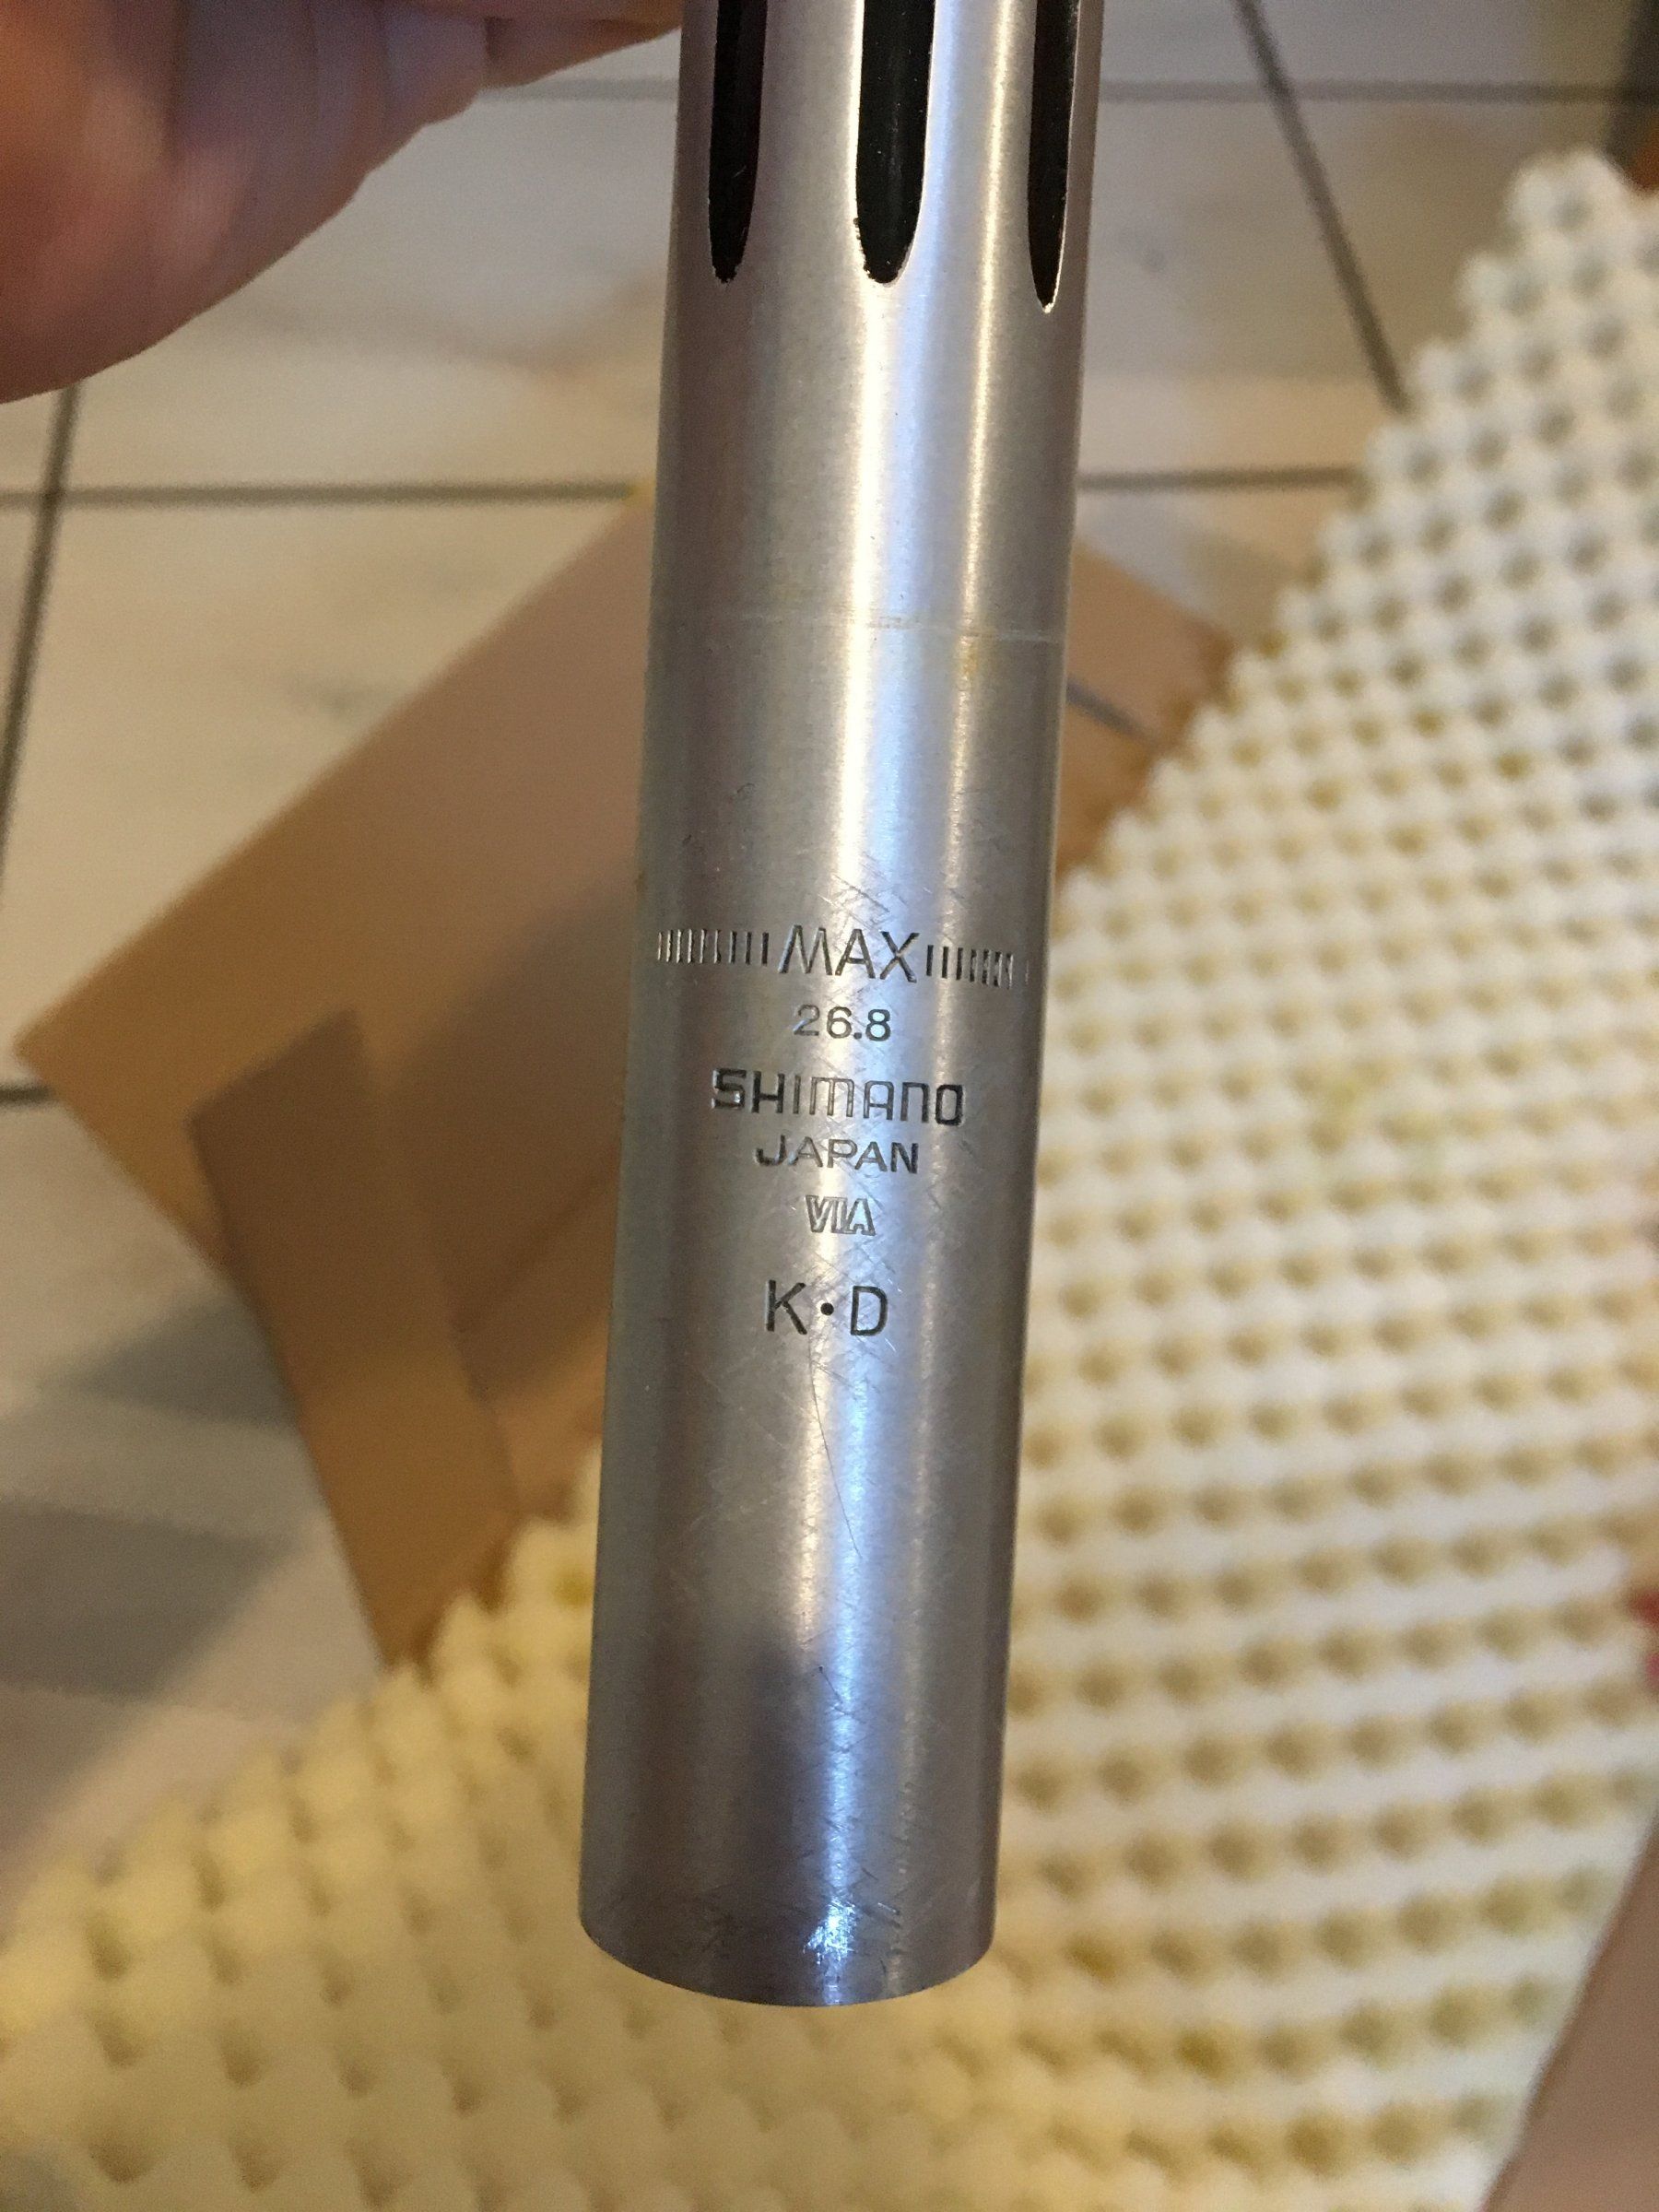 MAX
26.8
SHIMANO
JAPAN
VIA
K·D